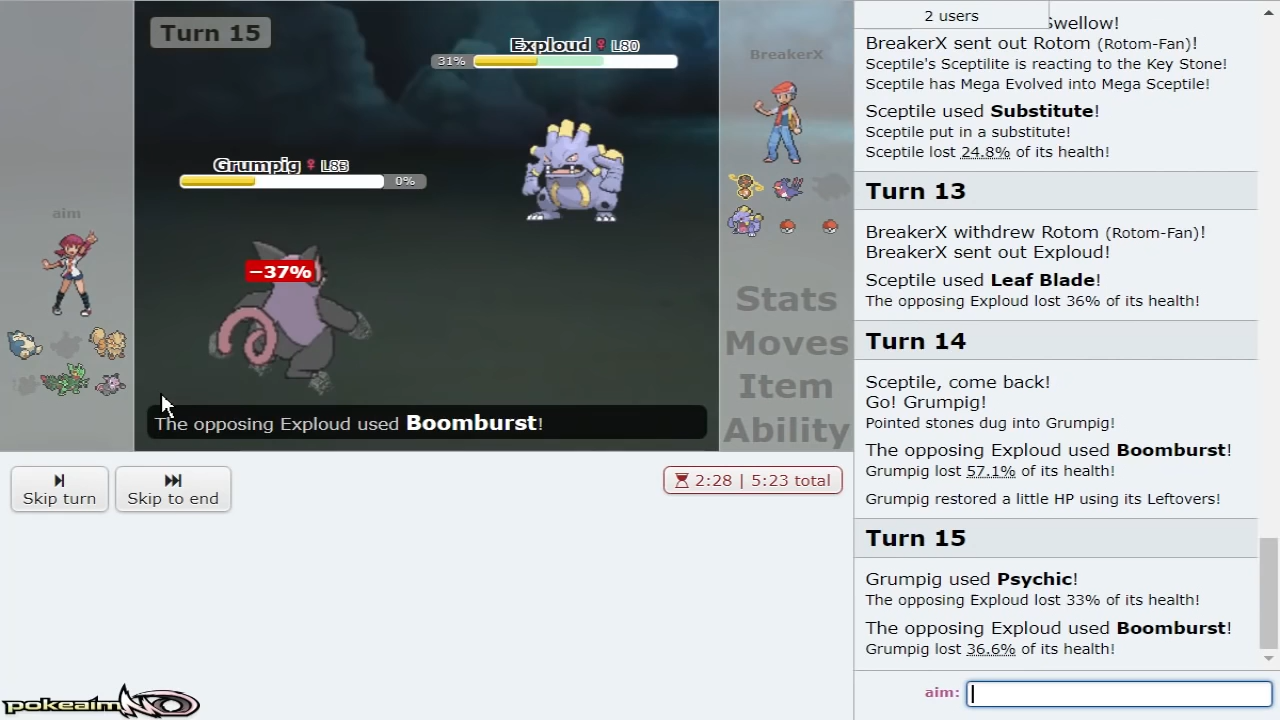 Turn 15
Exploud ♀ L80
31%
Grumpig ♀ L83
0%
−37%
The opposing Exploud used Boomburst!
aim
BreakerX
Stats
Moves
Item
Ability
Skip turn
Skip to end
2:28 | 5:23 total
pokeaimMD
2 users
Swellow!
BreakerX sent out Rotom (Rotom-Fan)!
Sceptile's Sceptilite is reacting to the Key Stone!
Sceptile has Mega Evolved into Mega Sceptile!
Sceptile used Substitute!
Sceptile put in a substitute!
Sceptile lost 24.8% of its health!
Turn 13
BreakerX withdrew Rotom (Rotom-Fan)!
BreakerX sent out Exploud!
Sceptile used Leaf Blade!
The opposing Exploud lost 36% of its health!
Turn 14
Sceptile, come back!
Go! Grumpig!
Pointed stones dug into Grumpig!
The opposing Exploud used Boomburst!
Grumpig lost 57.1% of its health!
Grumpig restored a little HP using its Leftovers!
Turn 15
Grumpig used Psychic!
The opposing Exploud lost 33% of its health!
The opposing Exploud used Boomburst!
Grumpig lost 36.6% of its health!
aim: